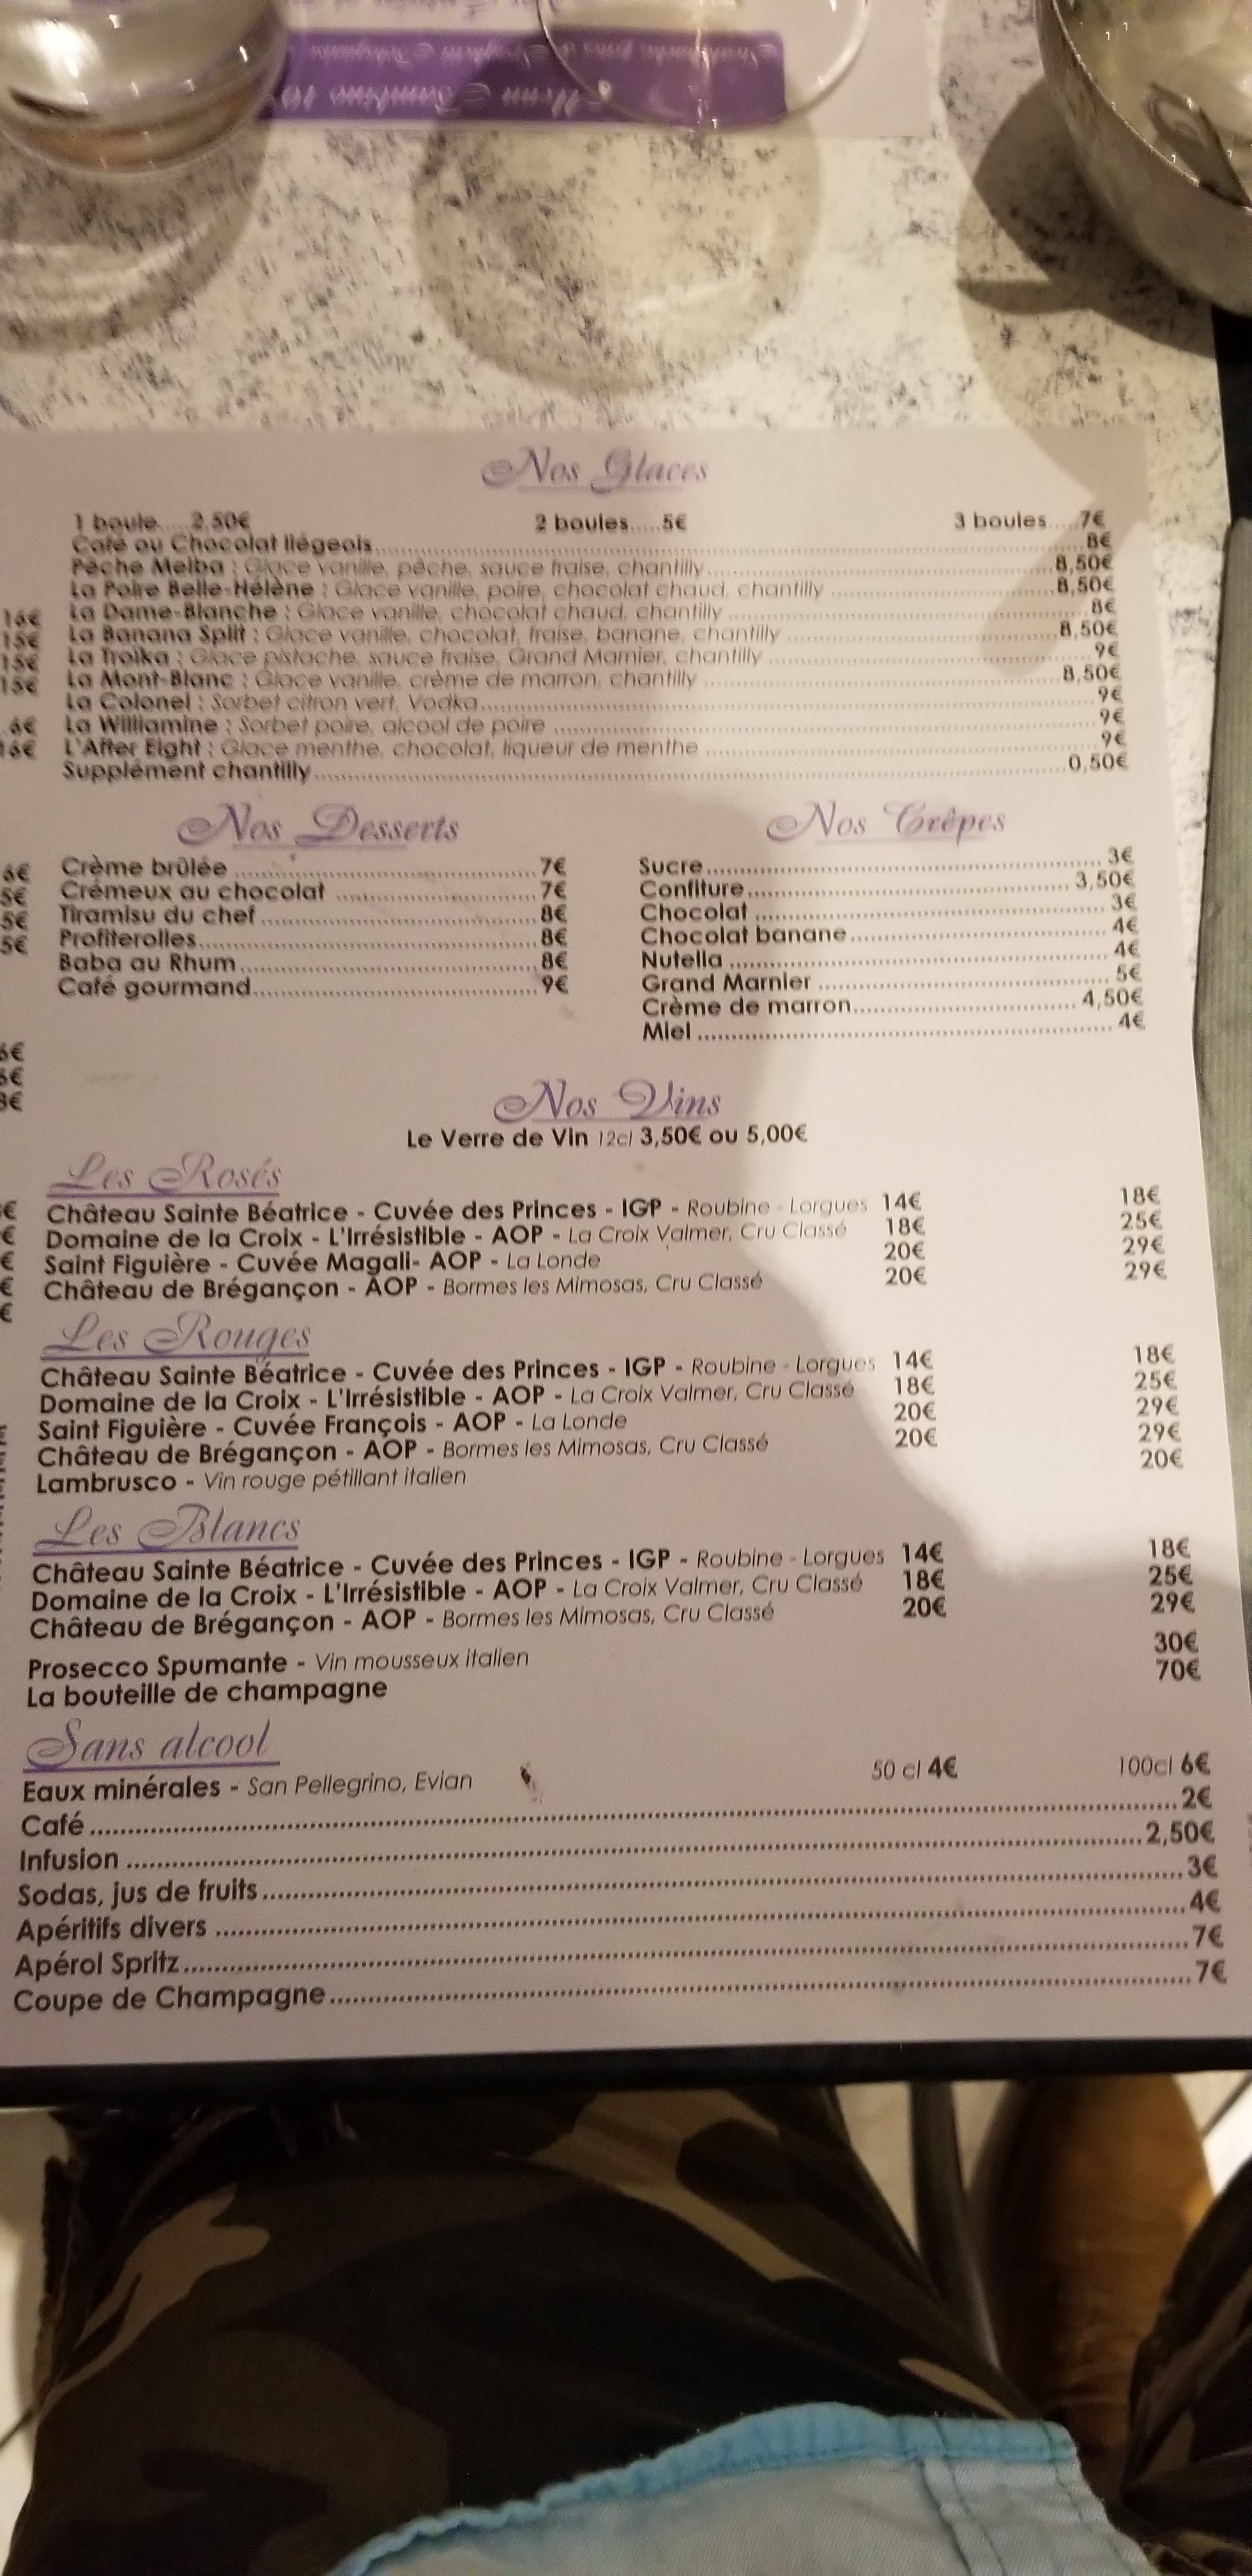 Menu Bambino 10
Nos Glaces
1 boule.....2,50€ 2 boules.....5€ 3 boules.....7€
Café ou Chocolat liégeois 8€
Pêche Melba : Glace vanille, pêche, sauce fraise, chantilly 8,50€
La Poire Belle-Hélène : Glace vanille, poire, chocolat chaud, chantilly 8,50€
La Dame-Blanche : Glace vanille, chocolat chaud, chantilly 8€
La Banana Split : Glace vanille, chocolat, fraise, banane, chantilly 8,50€
La Troïka : Glace pistache, sauce fraise, Grand Marnier, chantilly 9€
La Mont-Blanc : Glace vanille, crème de marron, chantilly 8,50€
La Colonel : Sorbet citron vert, Vodka 9€
La Williamine : Sorbet poire, alcool de poire 9€
L'After Eight : Glace menthe, chocolat, liqueur de menthe 9€
Supplément chantilly 0,50€
16€
15€
15€
15€
6€
16€
Nos Desserts
Crème brûlée 7€
Crémeux au chocolat 7€
Tiramisu du chef 8€
Profiterolles 8€
Baba au Rhum 8€
Café gourmand 9€
Nos Crêpes
Sucre 3€
Confiture 3,50€
Chocolat 3€
Chocolat banane 4€
Nutella 4€
Grand Marnier 5€
Crème de marron 4,50€
Miel 4€
Nos Vins
Le Verre de Vin 12cl 3,50€ ou 5,00€
Les Rosés
Château Sainte Béatrice - Cuvée des Princes - IGP - Roubine - Lorgues 14€ 18€
Domaine de la Croix - L'Irrésistible - AOP - La Croix Valmer, Cru Classé 18€ 25€
Saint Figuière - Cuvée Magali- AOP - La Londe 20€ 29€
Château de Brégançon - AOP - Bormes les Mimosas, Cru Classé 20€ 29€
Les Rouges
Château Sainte Béatrice - Cuvée des Princes - IGP - Roubine - Lorgues 14€ 18€
Domaine de la Croix - L'Irrésistible - AOP - La Croix Valmer, Cru Classé 18€ 25€
Saint Figuière - Cuvée François - AOP - La Londe 20€ 29€
Château de Brégançon - AOP - Bormes les Mimosas, Cru Classé 20€ 29€
Lambrusco - Vin rouge pétillant italien 20€
Les Blancs
Château Sainte Béatrice - Cuvée des Princes - IGP - Roubine - Lorgues 14€ 18€
Domaine de la Croix - L'Irrésistible - AOP - La Croix Valmer, Cru Classé 18€ 25€
Château de Brégançon - AOP - Bormes les Mimosas, Cru Classé 20€ 29€
Prosecco Spumante - Vin mousseux italien 30€
La bouteille de champagne 70€
Sans alcool
Eaux minérales - San Pellegrino, Evian 50 cl 4€ 100cl 6€
Café 2€
Infusion 2,50€
Sodas, jus de fruits 3€
Apéritifs divers 4€
Apérol Spritz 7€
Coupe de Champagne 7€